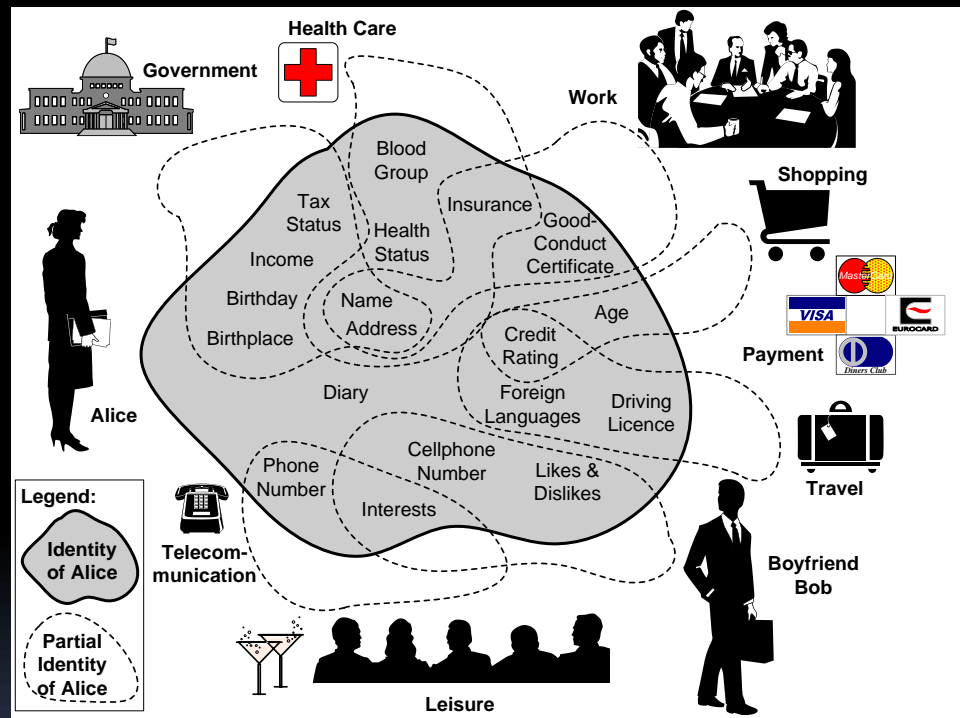 Health Care
Government
Work
Shopping
MasterCard
VISA
EUROCARD
Payment
Diners Club
Travel
Boyfriend
Bob
Leisure
Telecom-
munication
Alice
Blood
Group
Tax
Status
Insurance
Health
Status
Good-
Conduct
Certificate
Income
Birthday
Name
Address
Birthplace
Age
Credit
Rating
Diary
Foreign
Languages
Driving
Licence
Phone
Number
Cellphone
Number
Likes &
Dislikes
Interests
Legend:
Identity
of Alice
Partial
Identity
of Alice